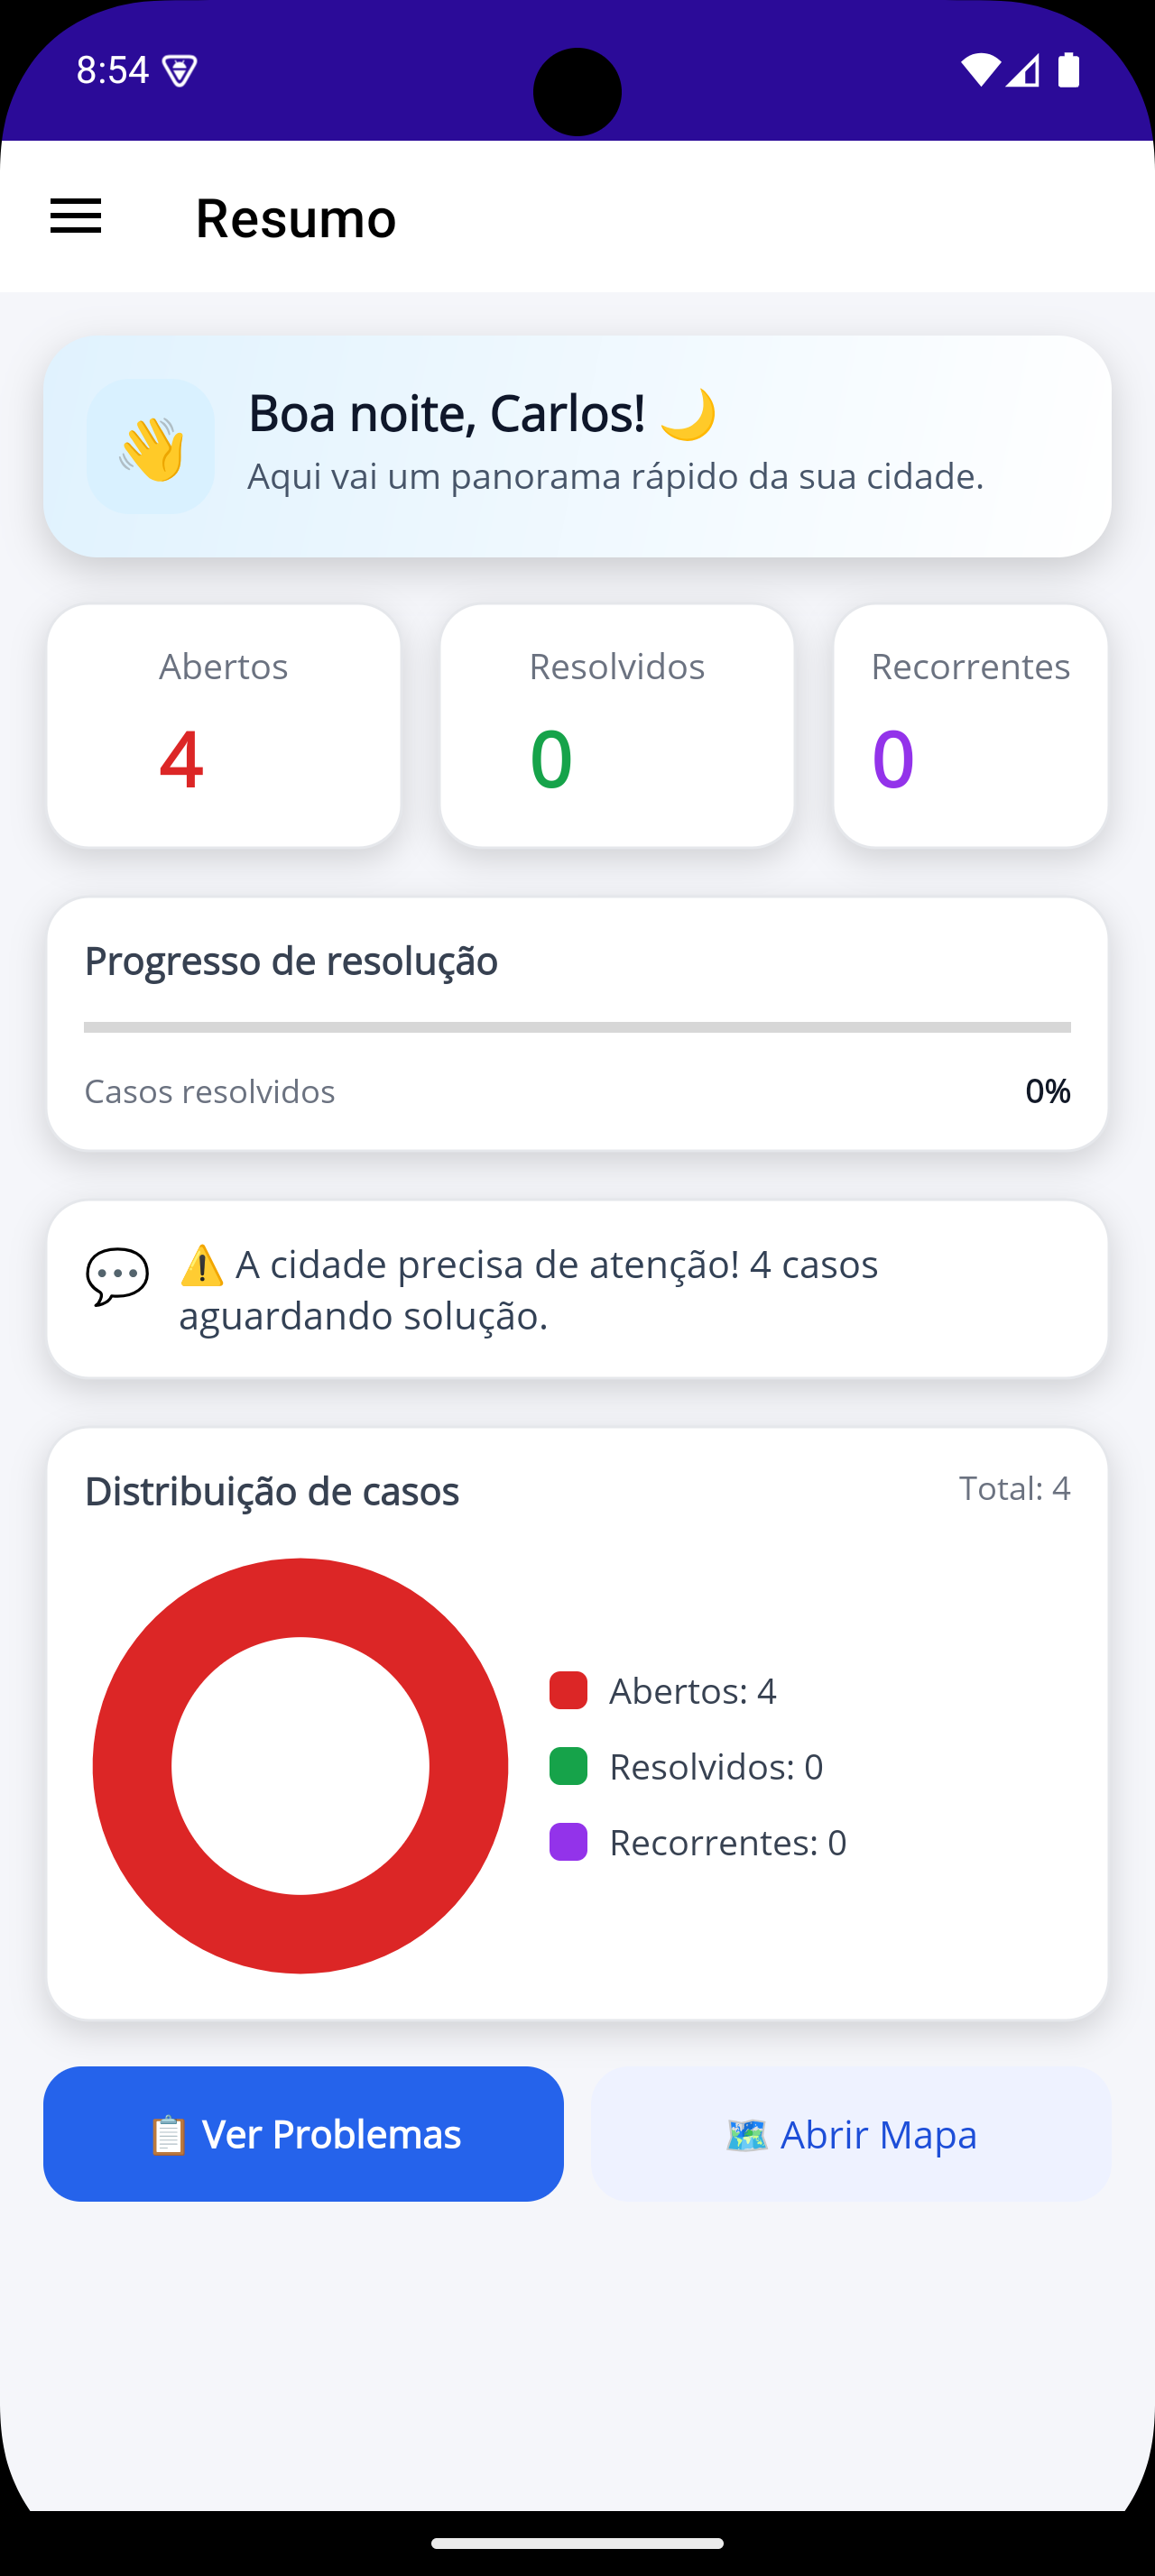 8:54
Resumo
Boa noite, Carlos! 🌙
Aqui vai um panorama rápido da sua cidade.
Abertos
4
Resolvidos
0
Recorrentes
0
Progresso de resolução
Casos resolvidos
0%
⚠️ A cidade precisa de atenção! 4 casos
aguardando solução.
Distribuição de casos
Total: 4
Abertos: 4
Resolvidos: 0
Recorrentes: 0
📋 Ver Problemas
🗺️ Abrir Mapa